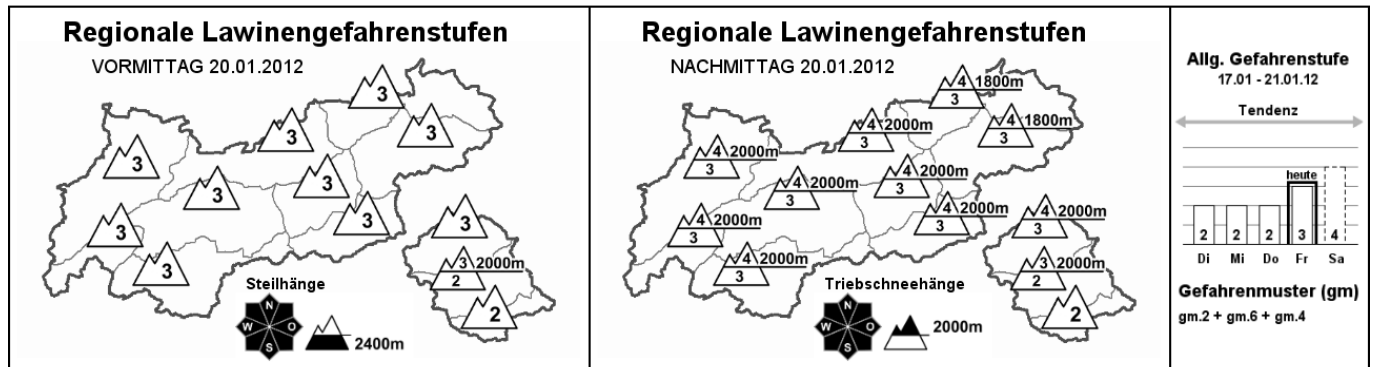 Regionale Lawinengefahrenstufen
VORMITTAG 20.01.2012
3
3
3
3
3
3
3
3
3
3
3 2000m
2
2
Steilhänge
N
W O
S
2400m
Regionale Lawinengefahrenstufen
NACHMITTAG 20.01.2012
4 1800m
3
4 1800m
3
4 2000m
3
4 2000m
3
4 2000m
3
4 2000m
3
4 2000m
3
4 2000m
3
4 2000m
3
4 2000m
3
3 2000m
2
2
Triebschneehänge
N
W O
S
2000m
Allg. Gefahrenstufe
17.01 - 21.01.12
Tendenz
heute
2 2 2 3 4
Di Mi Do Fr Sa
Gefahrenmuster (gm)
gm.2 + gm.6 + gm.4